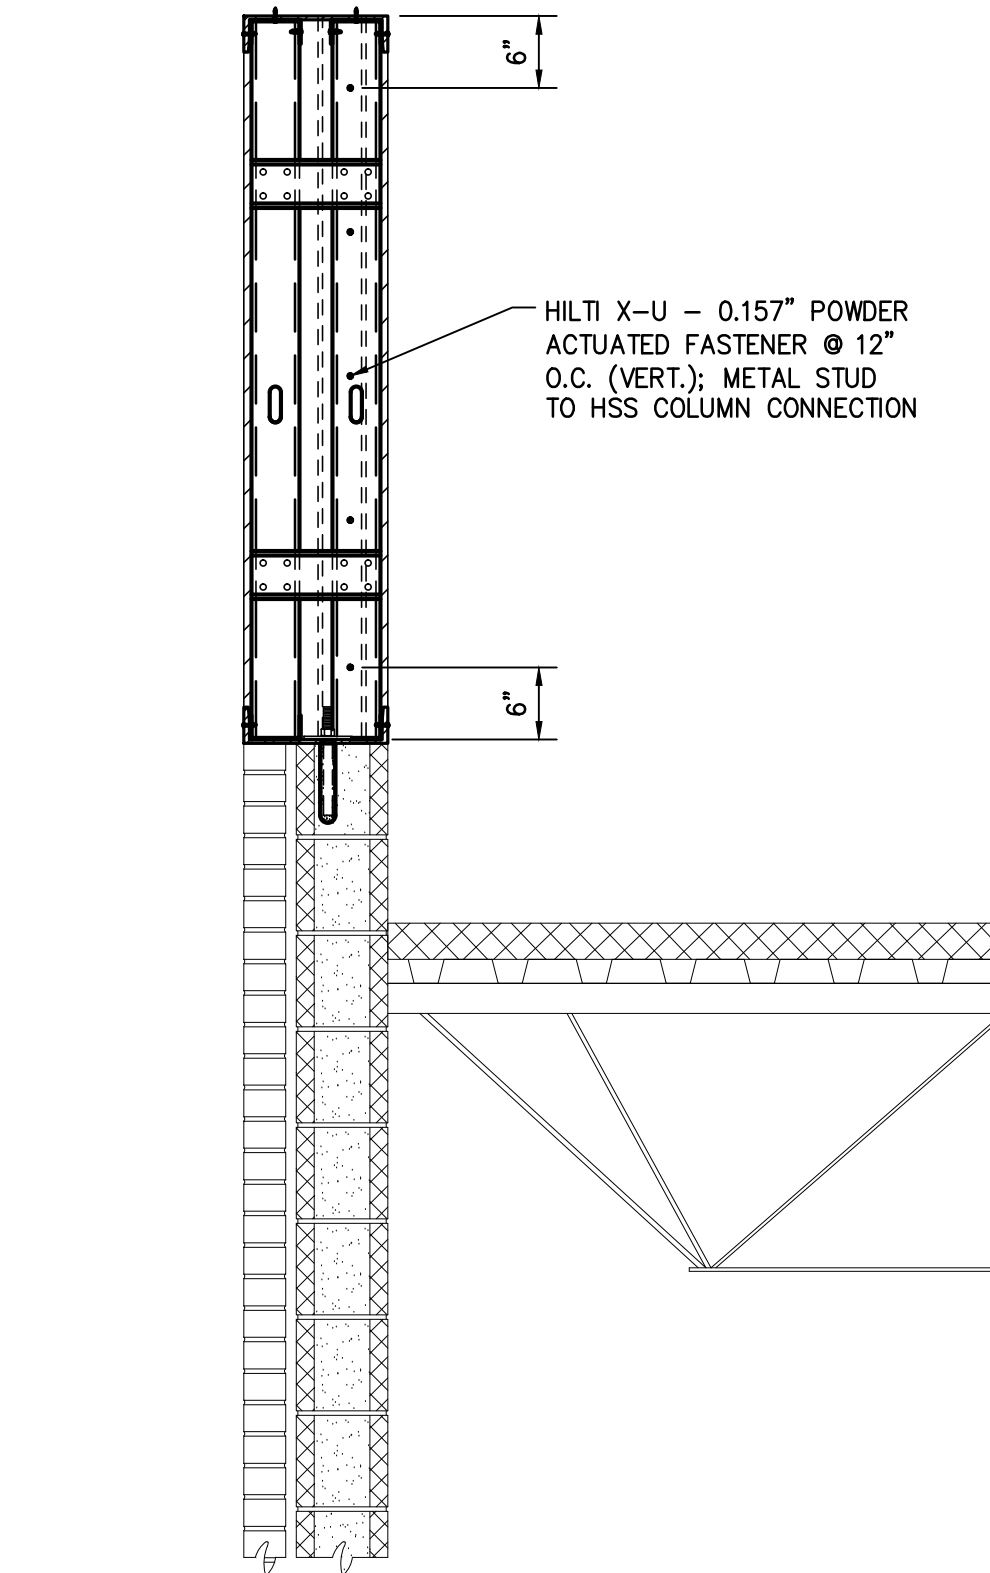 6"
HILTI X-U - 0.157" POWDER
ACTUATED FASTENER @ 12"
O.C. (VERT.); METAL STUD
TO HSS COLUMN CONNECTION
6"